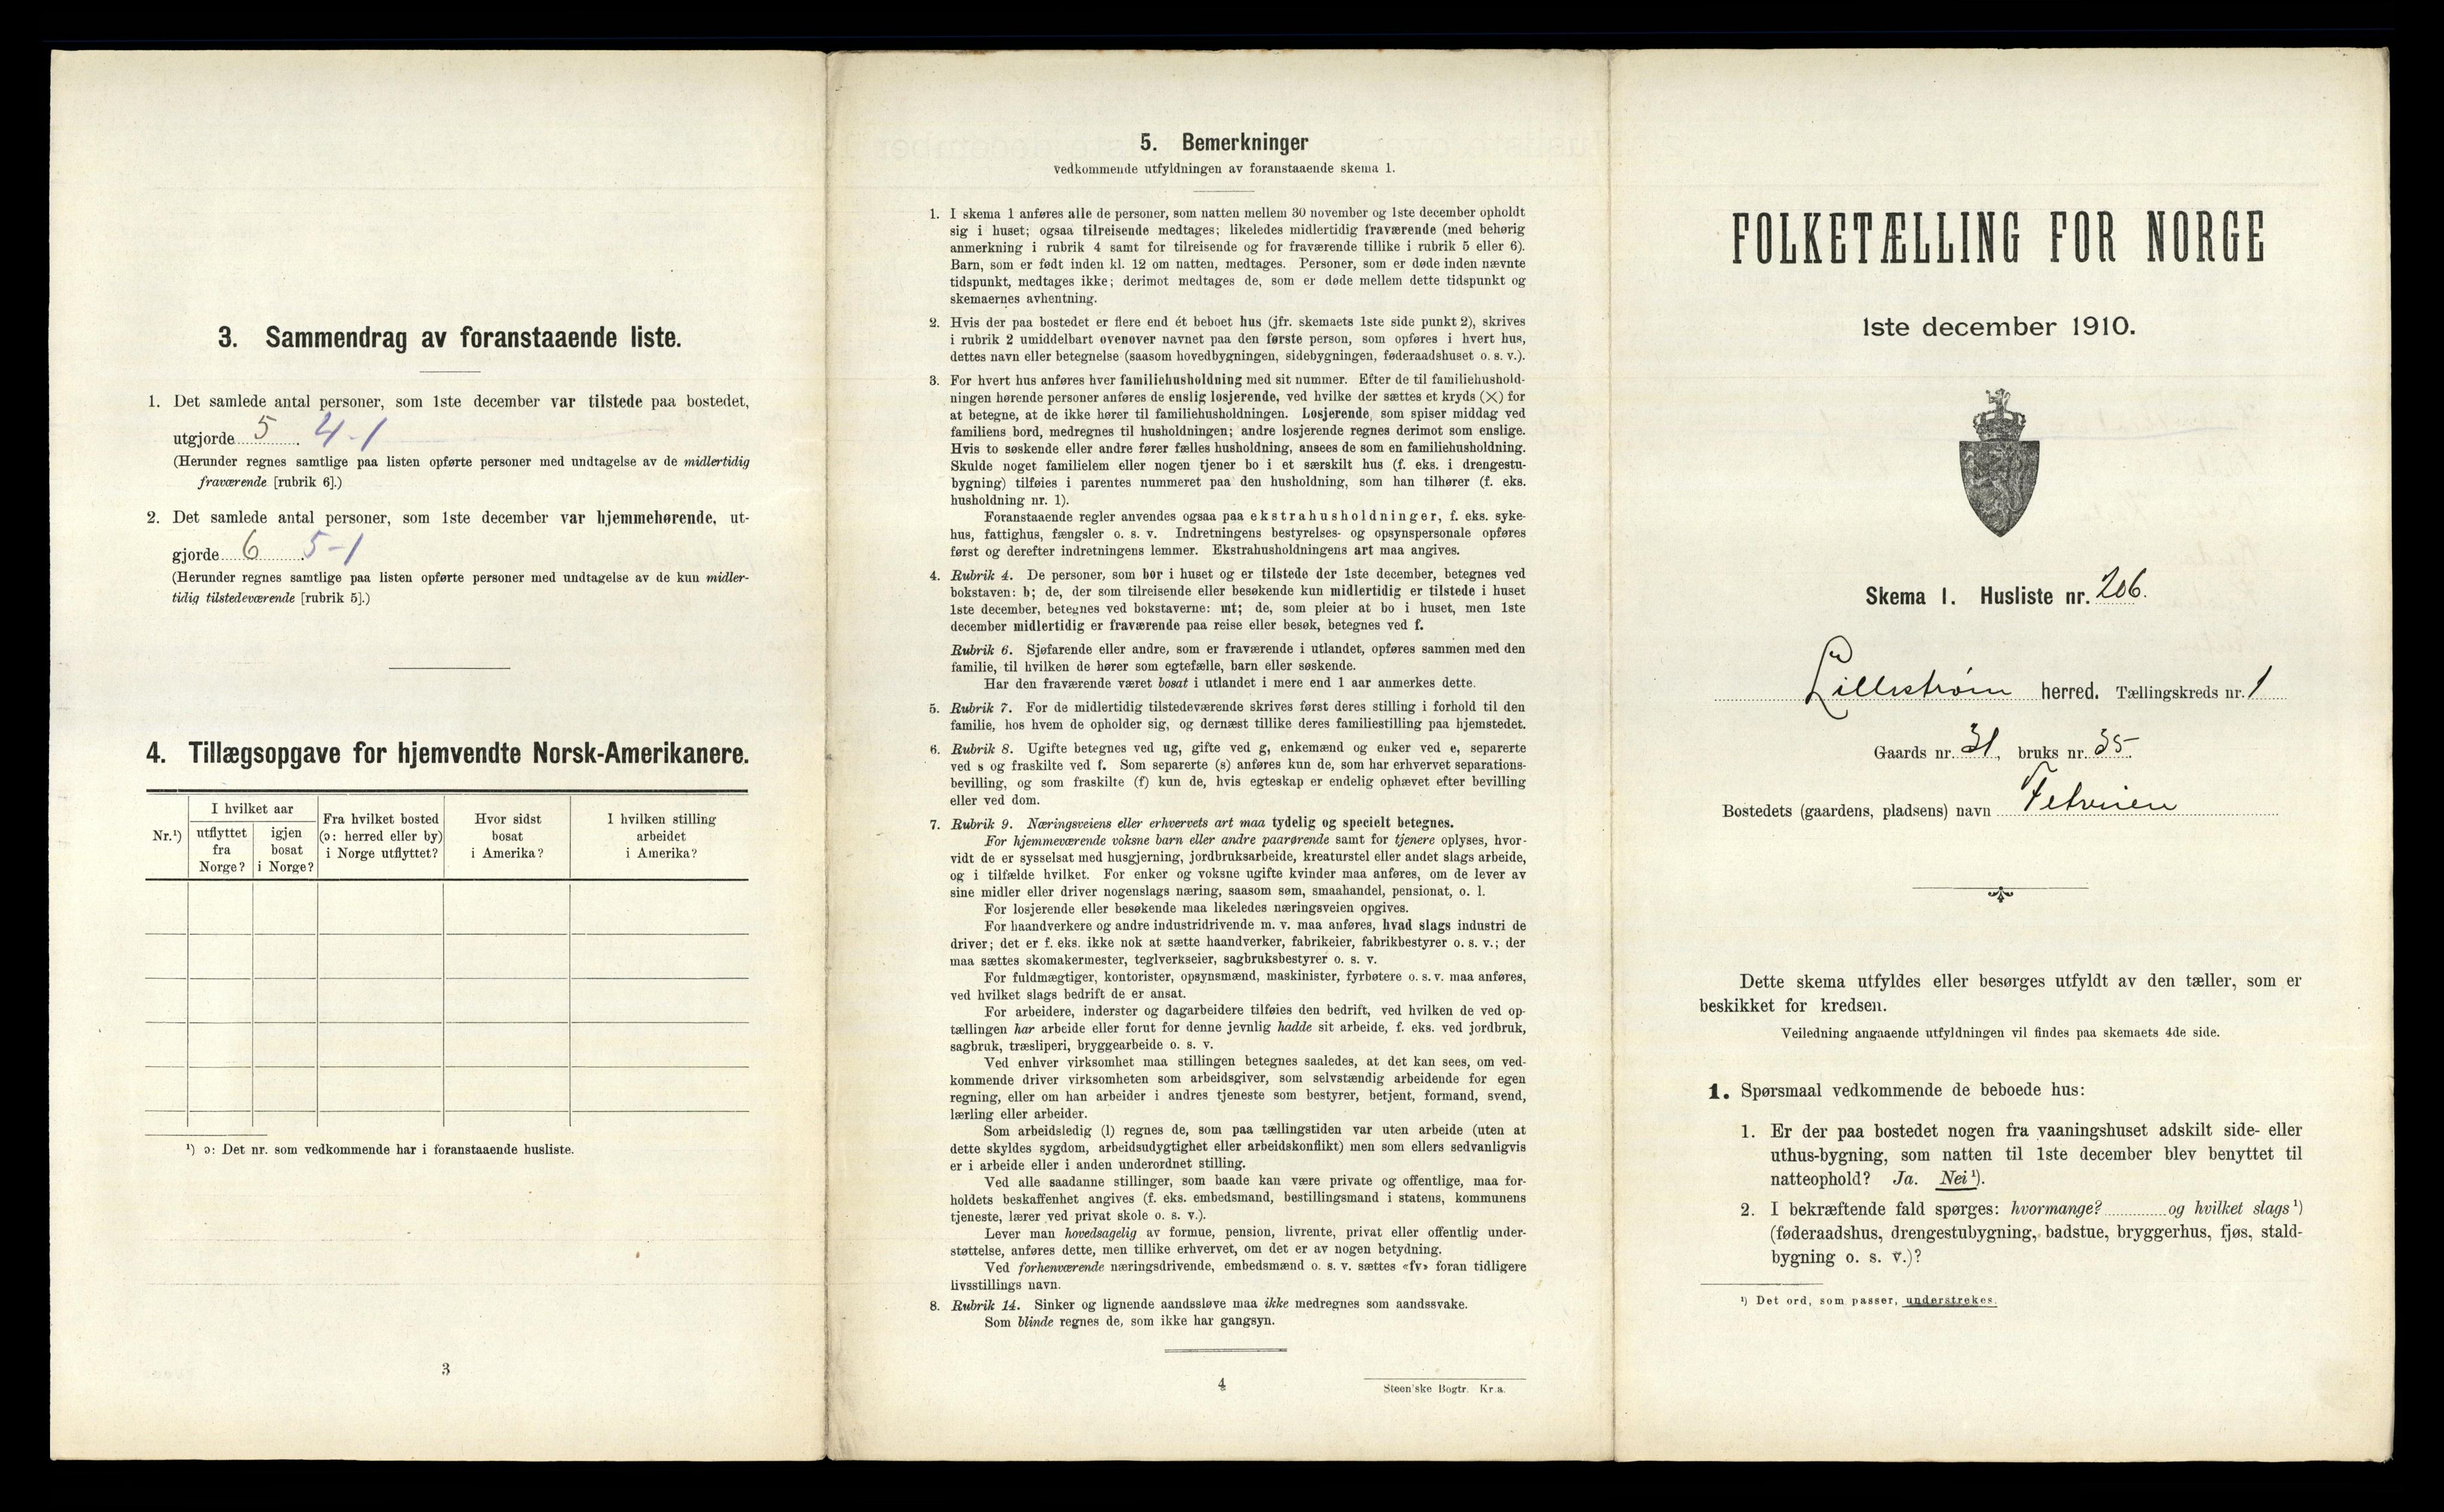 3. Sammendrag av foranstaaende liste.
1. Det samlede antal personer, som 1ste december var tilstede paa bostedet,
utgjorde 5. 4-1
(Herunder regnes samtlige paa listen opførte personer med undtagelse av de midlertidig
fraværende [rubrik 6].)
2. Det samlede antal personer, som 1ste december var hjemmehørende, ut-
gjorde 6. 5-1
(Herunder regnes samtlige paa listen opførte personer med undtagelse av de kun midler-
tidig tilstedeværende [rubrik 5].)
4. Tillægsopgave for hjemvendte Norsk-Amerikanere.
Nr.¹)
I hvilket aar
utflyttet
fra
Norge?
igjen
bosat
i Norge?
Fra hvilket bosted
(ɔ: herred eller by)
i Norge utflyttet?
Hvor sidst
bosat
i Amerika?
I hvilken stilling
arbeidet
i Amerika?
¹) ɔ: Det nr. som vedkommende har i foranstaaende husliste.
3
5. Bemerkninger
vedkommende utfyldningen av foranstaaende skema 1.
1. I skema 1 anføres alle de personer, som natten mellem 30 november og 1ste december opholdt
sig i huset; ogsaa tilreisende medtages; likeledes midlertidig fraværende (med behørig
anmerkning i rubrik 4 samt for tilreisende og for fraværende tillike i rubrik 5 eller 6).
Barn, som er født inden kl. 12 om natten, medtages. Personer, som er døde inden nævnte
tidspunkt, medtages ikke; derimot medtages de, som er døde mellem dette tidspunkt og
skemaernes avhentning.
2. Hvis der paa bostedet er flere end ét beboet hus (jfr. skemaets 1ste side punkt 2), skrives
i rubrik 2 umiddelbart ovenover navnet paa den første person, som opføres i hvert hus,
dettes navn eller betegnelse (saasom hovedbygningen, sidebygningen, føderaadshuset o. s. v.).
3. For hvert hus anføres hver familiehusholdning med sit nummer. Efter de til familiehushold-
ningen hørende personer anføres de enslig losjerende, ved hvilke der sættes et kryds (×) for
at betegne, at de ikke hører til familiehusholdningen. Losjerende som spiser middag ved
familiens bord, medregnes til husholdningen; andre losjerende regnes derimot som enslige.
Hvis to søskende eller andre fører fælles husholdning, ansees de som en familiehusholdning.
Skulde noget familielem eller nogen tjener bo i et særskilt hus (f. eks. i drengestu-
bygning) tilføies i parentes nummeret paa den husholdning, som han tilhører (f. eks.
husholdning nr. 1).
Foranstaaende regler anvendes ogsaa paa ekstrahusholdninger, f. eks. syke-
hus, fattighus, fængsler o. s. v. Indretningens bestyrelses- og opsynspersonale opføres
først og derefter indretningens lemmer. Ekstrahusholdningens art maa angives.
4. Rubrik 4. De personer, som bor i huset og er tilstede der 1ste december, betegnes ved
bokstaven: b; de, der som tilreisende eller besøkende kun midlertidig er tilstede i huset
1ste december, betegnes ved bokstaverne: mt; de, som pleier at bo i huset, men 1ste
december midlertidig er fraværende paa reise eller besøk, betegnes ved f.
Rubrik 6. Sjøfarende eller andre, som er fraværende i utlandet, opføres sammen med den
familie, til hvilken de hører som egtefælle, barn eller søskende.
Har den fraværende været bosat i utlandet i mere end 1 aar anmerkes dette.
5. Rubrik 7. For de midlertidig tilstedeværende skrives først deres stilling i forhold til den
familie, hos hvem de opholder sig, og dernæst tillike deres familiestilling paa hjemstedet.
6. Rubrik 8. Ugifte betegnes ved ug, gifte ved g, enkemænd og enker ved e, separerte
ved s og fraskilte ved f. Som separerte (s) anføres kun de, som har erhvervet separations-
bevilling, og som fraskilte (f) kun de, hvis egteskap er endelig ophævet efter bevilling
eller ved dom.
7. Rubrik 9. Næringsveiens eller erhvervets art maa tydelig og specielt betegnes.
For hjemmeværende voksne barn eller andre paarørende samt for tjenere oplyses, hvor-
vidt de er sysselsat med husgjerning, jordbruksarbeide, kreaturstel eller andet slags arbeide,
og i tilfælde hvilket. For enker og voksne ugifte kvinder maa anføres, om de lever av
sine midler eller driver nogenslags næring, saasom søm, smaahandel, pensionat, o. l.
For losjerende eller besøkende maa likeledes næringsveien opgives.
For haandverkere og andre industridrivende m. v. maa anføres, hvad slags industri de
driver; det er f. eks. ikke nok at sætte haandverker, fabrikeier, fabrikbestyrer o. s. v.; der
maa sættes skomakermester, teglverkseier, sagbruksbestyrer o. s. v.
For fuldmægtiger, kontorister, opsynsmænd, maskinister, fyrbøtere o. s. v. maa anføres,
ved hvilket slags bedrift de er ansat.
For arbeidere, inderster og dagarbeidere tilføies den bedrift, ved hvilken de ved op-
tællingen har arbeide eller forut for denne jevnlig hadde sit arbeide, f. eks. ved jordbruk,
sagbruk, træsliperi, bryggearbeide o. s. v.
Ved enhver virksomhet maa stillingen betegnes saaledes, at det kan sees, om ved-
kommende driver virksomheten som arbeidsgiver, som selvstændig arbeidende for egen
regning, eller om han arbeider i andres tjeneste som bestyrer, betjent, formand, svend,
lærling eller arbeider.
Som arbeidsledig (l) regnes de, som paa tællingstiden var uten arbeide (uten at
dette skyldes sygdom, arbeidsudygtighet eller arbeidskonflikt) men som ellers sedvanligvis
er i arbeide eller i anden underordnet stilling.
Ved alle saadanne stillinger, som baade kan være private og offentlige, maa for-
holdets beskaffenhet angives (f. eks. embedsmand, bestillingsmand i statens, kommunens
tjeneste, lærer ved privat skole o. s. v.).
Lever man hovedsagelig av formue, pension, livrente, privat eller offentlig under-
støttelse, anføres dette, men tillike erhvervet, om det er av nogen betydning.
Ved forhenværende næringsdrivende, embedsmænd o. s. v. sættes «fv» foran tidligere
livsstillings navn.
8. Rubrik 14. Sinker og lignende aandssløve maa ikke medregnes som aandssvake.
Som blinde regnes de, som ikke har gangsyn.
4
Steen'ske Bogtr. Kr.a.
FOLKETÆLLING FOR NORGE
1ste december 1910.
Skema 1. Husliste nr. 206.
Lillestrøm herred. Tællingskreds nr. 1
Gaards nr. 31, bruks nr. 35.
Bostedets (gaardens, pladsens) navn Fetveien
Dette skema utfyldes eller besørges utfyldt av den tæller, som er
beskikket for kredsen.
Veiledning angaaende utfyldningen vil findes paa skemaets 4de side.
1. Spørsmaal vedkommende de beboede hus:
1. Er der paa bostedet nogen fra vaaningshuset adskilt side- eller
uthus-bygning, som natten til 1ste december blev benyttet til
natteophold? Ja. Nei¹).
2. I bekræftende fald spørges: hvormange? og hvilket slags¹)
(føderaadshus, drengestubygning, badstue, bryggerhus, fjøs, stald-
bygning o. s. v.)?
¹) Det ord, som passer, understrekes.